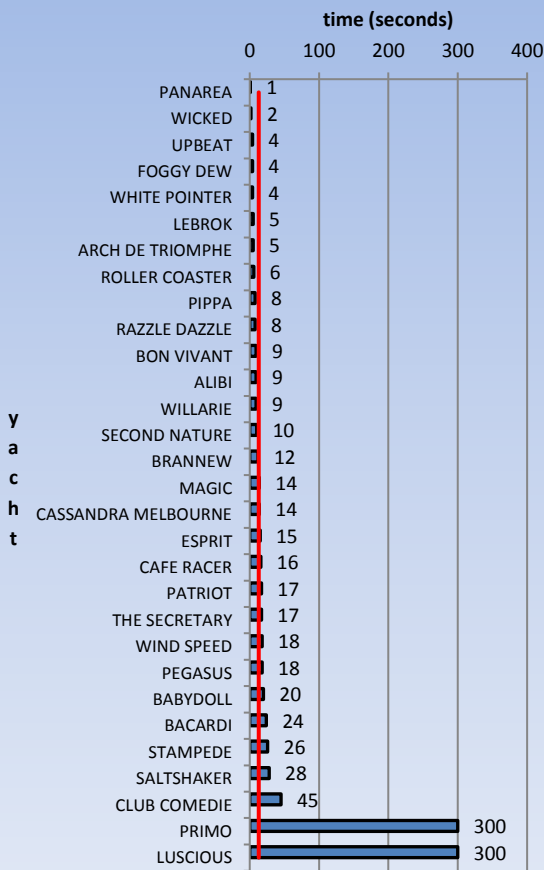 time (seconds)
0 100 200 300 400
PANAREA 1
WICKED 2
UPBEAT 4
FOGGY DEW 4
WHITE POINTER 4
LEBROK 5
ARCH DE TRIOMPHE 5
ROLLER COASTER 6
PIPPA 8
RAZZLE DAZZLE 8
BON VIVANT 9
ALIBI 9
WILLARIE 9
SECOND NATURE 10
BRANNEW 12
MAGIC 14
CASSANDRA MELBOURNE 14
ESPRIT 15
CAFE RACER 16
PATRIOT 17
THE SECRETARY 17
WIND SPEED 18
PEGASUS 18
BABYDOLL 20
BACARDI 24
STAMPEDE 26
SALTSHAKER 28
CLUB COMEDIE 45
PRIMO 300
LUSCIOUS 300
yacht